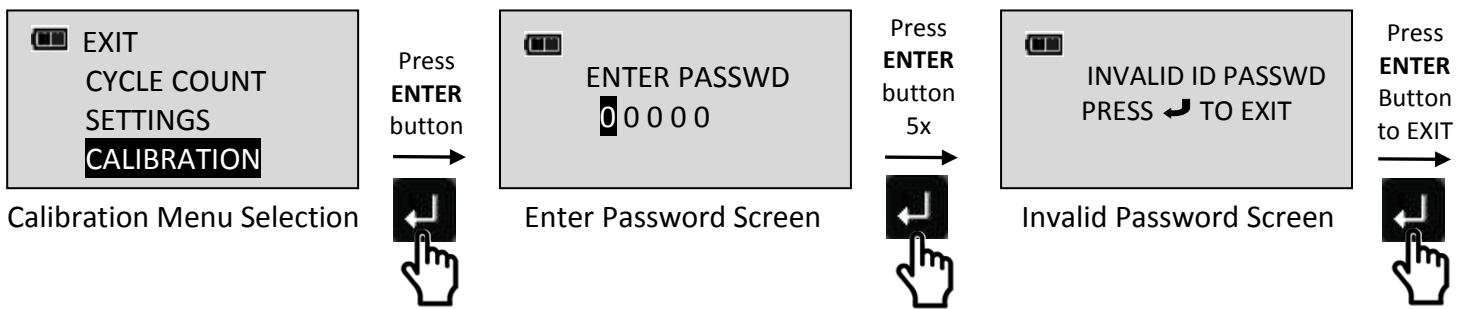 EXIT
CYCLE COUNT
SETTINGS
CALIBRATION
Calibration Menu Selection
Press
ENTER
button
ENTER PASSWD
0 0 0 0 0
Enter Password Screen
Press
ENTER
button
5x
INVALID ID PASSWD
PRESS ↵ TO EXIT
Invalid Password Screen
Press
ENTER
Button
to EXIT